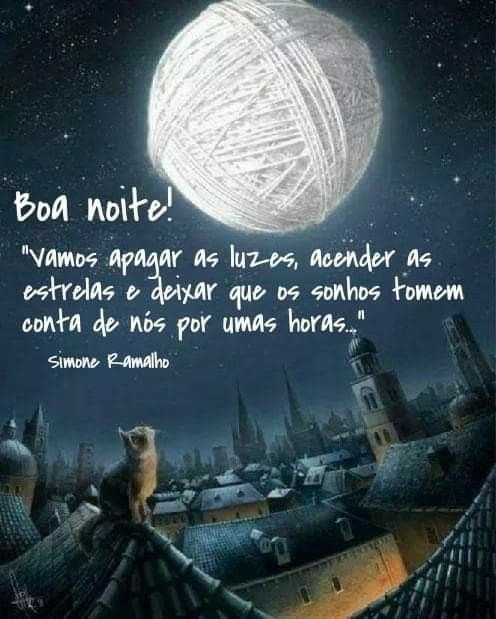 Boa noite!
"Vamos apagar as luzes, acender as
estrelas e deixar que os sonhos tomem
conta de nós por umas horas..."
Simone Ramalho